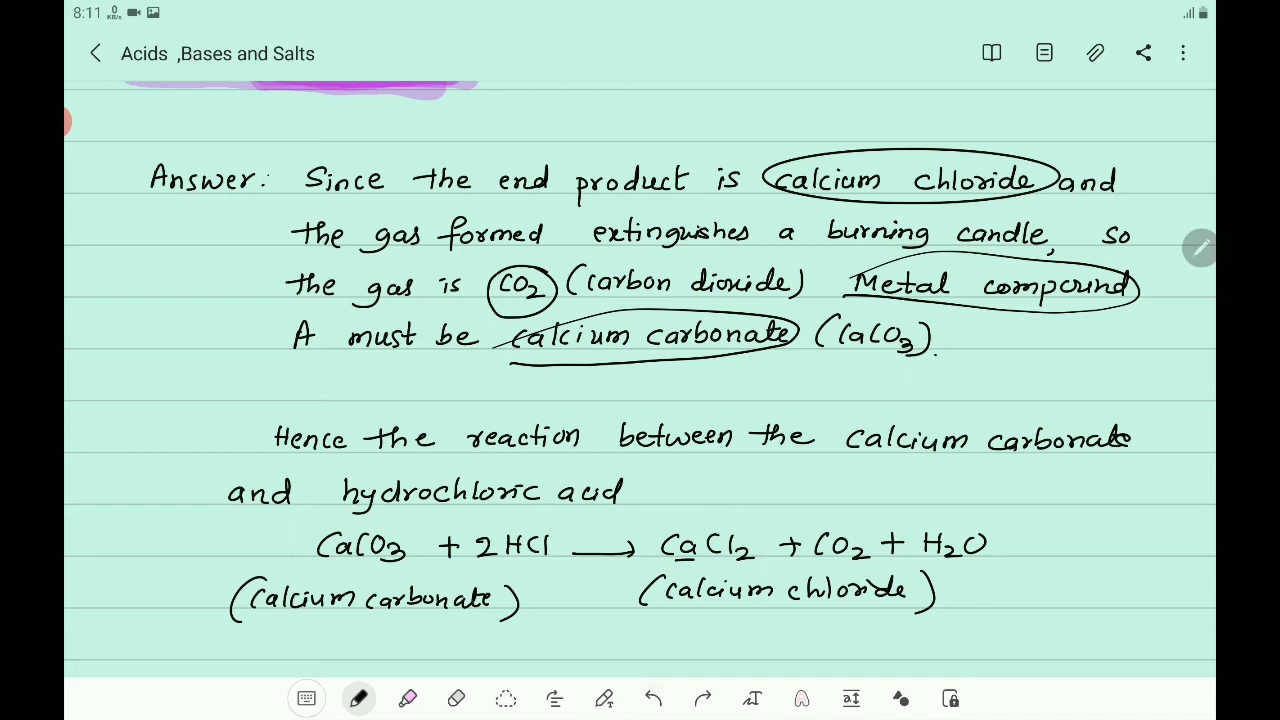 8:11 0 KB/s
Acids ,Bases and Salts
Answer: Since the end product is calcium chloride and
the gas formed extinguishes a burning candle, so
the gas is CO2 (carbon dioxide) Metal compound
A must be calcium carbonate (CaCO3).
Hence the reaction between the calcium carbonate
and hydrochloric acid
CaCO3 + 2HCl → CaCl2 + CO2 + H2O
(Calcium carbonate) (Calcium chloride)